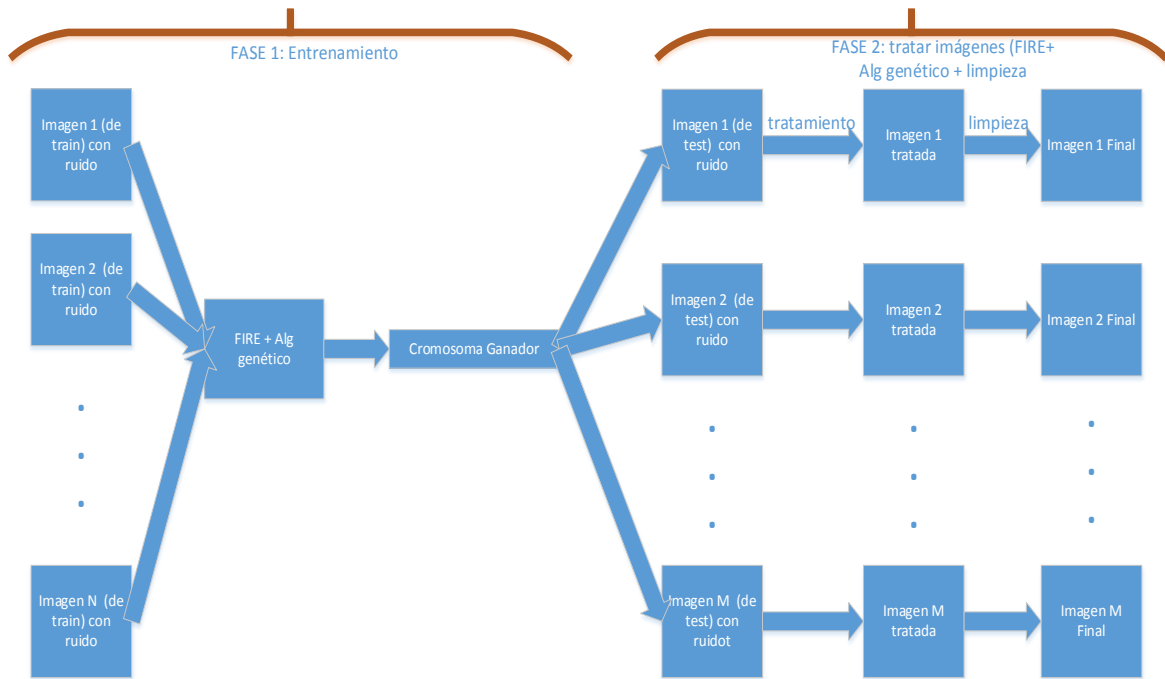 FASE 1: Entrenamiento
Imagen 1 (de
train) con
ruido
Imagen 2 (de
train) con
ruido
.
.
.
Imagen N (de
train) con
ruido
FIRE + Alg
genético
Cromosoma Ganador
FASE 2: tratar imágenes (FIRE+
Alg genético + limpieza
Imagen 1 (de
test) con
ruido
tratamiento
Imagen 1
tratada
limpieza
Imagen 1 Final
Imagen 2 (de
test) con
ruido
Imagen 2
tratada
Imagen 2 Final
.
.
.
.
.
.
.
.
.
Imagen M (de
test) con
ruidot
Imagen M
tratada
Imagen M
Final